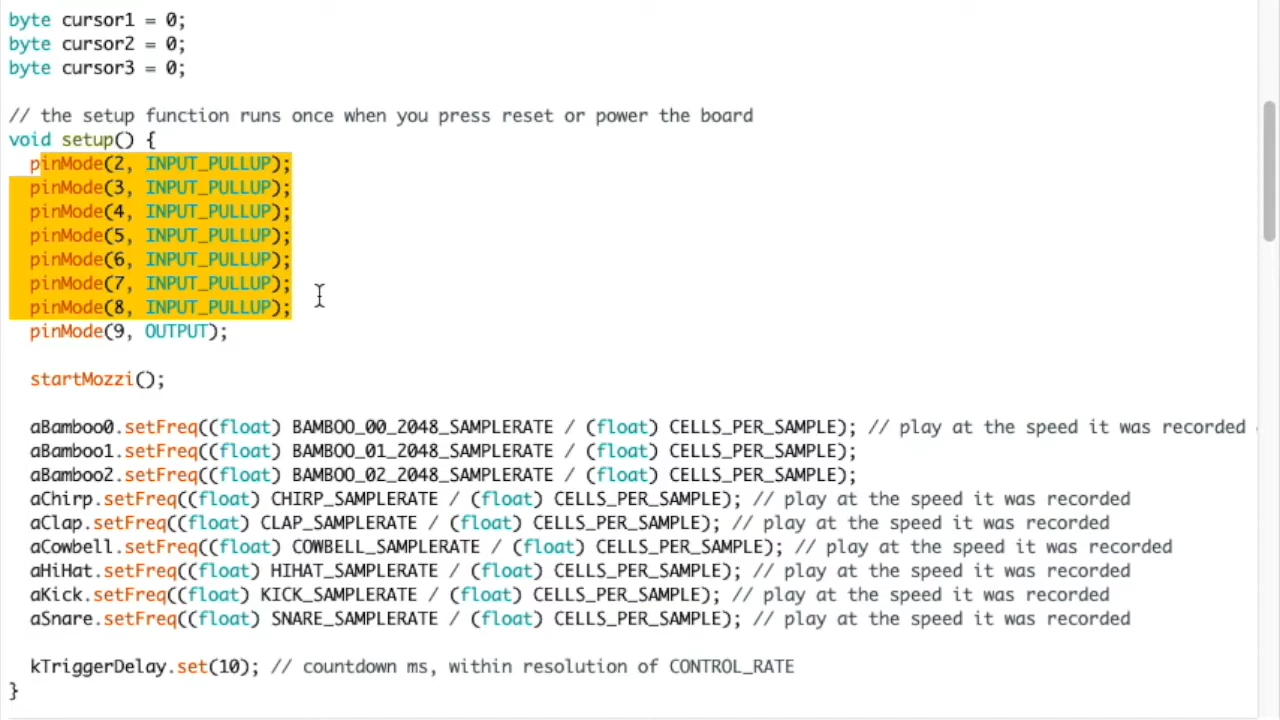 byte cursor1 = 0;
byte cursor2 = 0;
byte cursor3 = 0;
// the setup function runs once when you press reset or power the board
void setup() {
pinMode(2, INPUT_PULLUP);
pinMode(3, INPUT_PULLUP);
pinMode(4, INPUT_PULLUP);
pinMode(5, INPUT_PULLUP);
pinMode(6, INPUT_PULLUP);
pinMode(7, INPUT_PULLUP);
pinMode(8, INPUT_PULLUP);
pinMode(9, OUTPUT);
startMozzi();
aBamboo0.setFreq((float) BAMBOO_00_2048_SAMPLERATE / (float) CELLS_PER_SAMPLE); // play at the speed it was recorded
aBamboo1.setFreq((float) BAMBOO_01_2048_SAMPLERATE / (float) CELLS_PER_SAMPLE);
aBamboo2.setFreq((float) BAMBOO_02_2048_SAMPLERATE / (float) CELLS_PER_SAMPLE);
aChirp.setFreq((float) CHIRP_SAMPLERATE / (float) CELLS_PER_SAMPLE); // play at the speed it was recorded
aClap.setFreq((float) CLAP_SAMPLERATE / (float) CELLS_PER_SAMPLE); // play at the speed it was recorded
aCowbell.setFreq((float) COWBELL_SAMPLERATE / (float) CELLS_PER_SAMPLE); // play at the speed it was recorded
aHiHat.setFreq((float) HIHAT_SAMPLERATE / (float) CELLS_PER_SAMPLE); // play at the speed it was recorded
aKick.setFreq((float) KICK_SAMPLERATE / (float) CELLS_PER_SAMPLE); // play at the speed it was recorded
aSnare.setFreq((float) SNARE_SAMPLERATE / (float) CELLS_PER_SAMPLE); // play at the speed it was recorded
kTriggerDelay.set(10); // countdown ms, within resolution of CONTROL_RATE
}